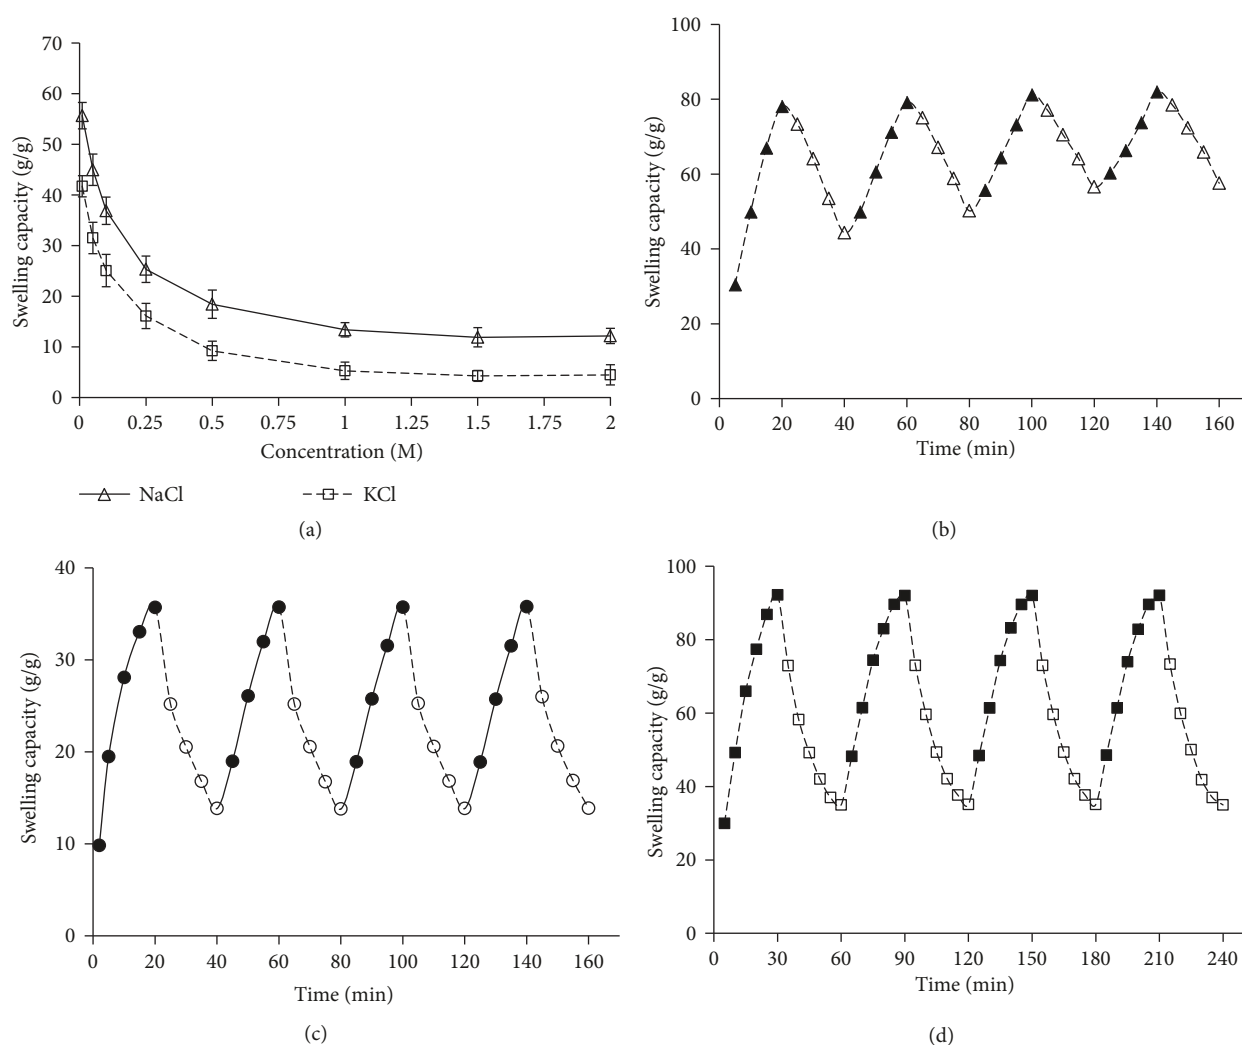 70
60
50
40
30
20
10
0
Swelling capacity (g/g)
0 0.25 0.5 0.75 1 1.25 1.5 1.75 2
Concentration (M)
NaCl KCl
(a)
100
80
60
40
20
0
Swelling capacity (g/g)
0 20 40 60 80 100 120 140 160
Time (min)
(b)
40
30
20
10
0
Swelling capacity (g/g)
0 20 40 60 80 100 120 140 160
Time (min)
(c)
100
80
60
40
20
0
Swelling capacity (g/g)
0 30 60 90 120 150 180 210 240
Time (min)
(d)